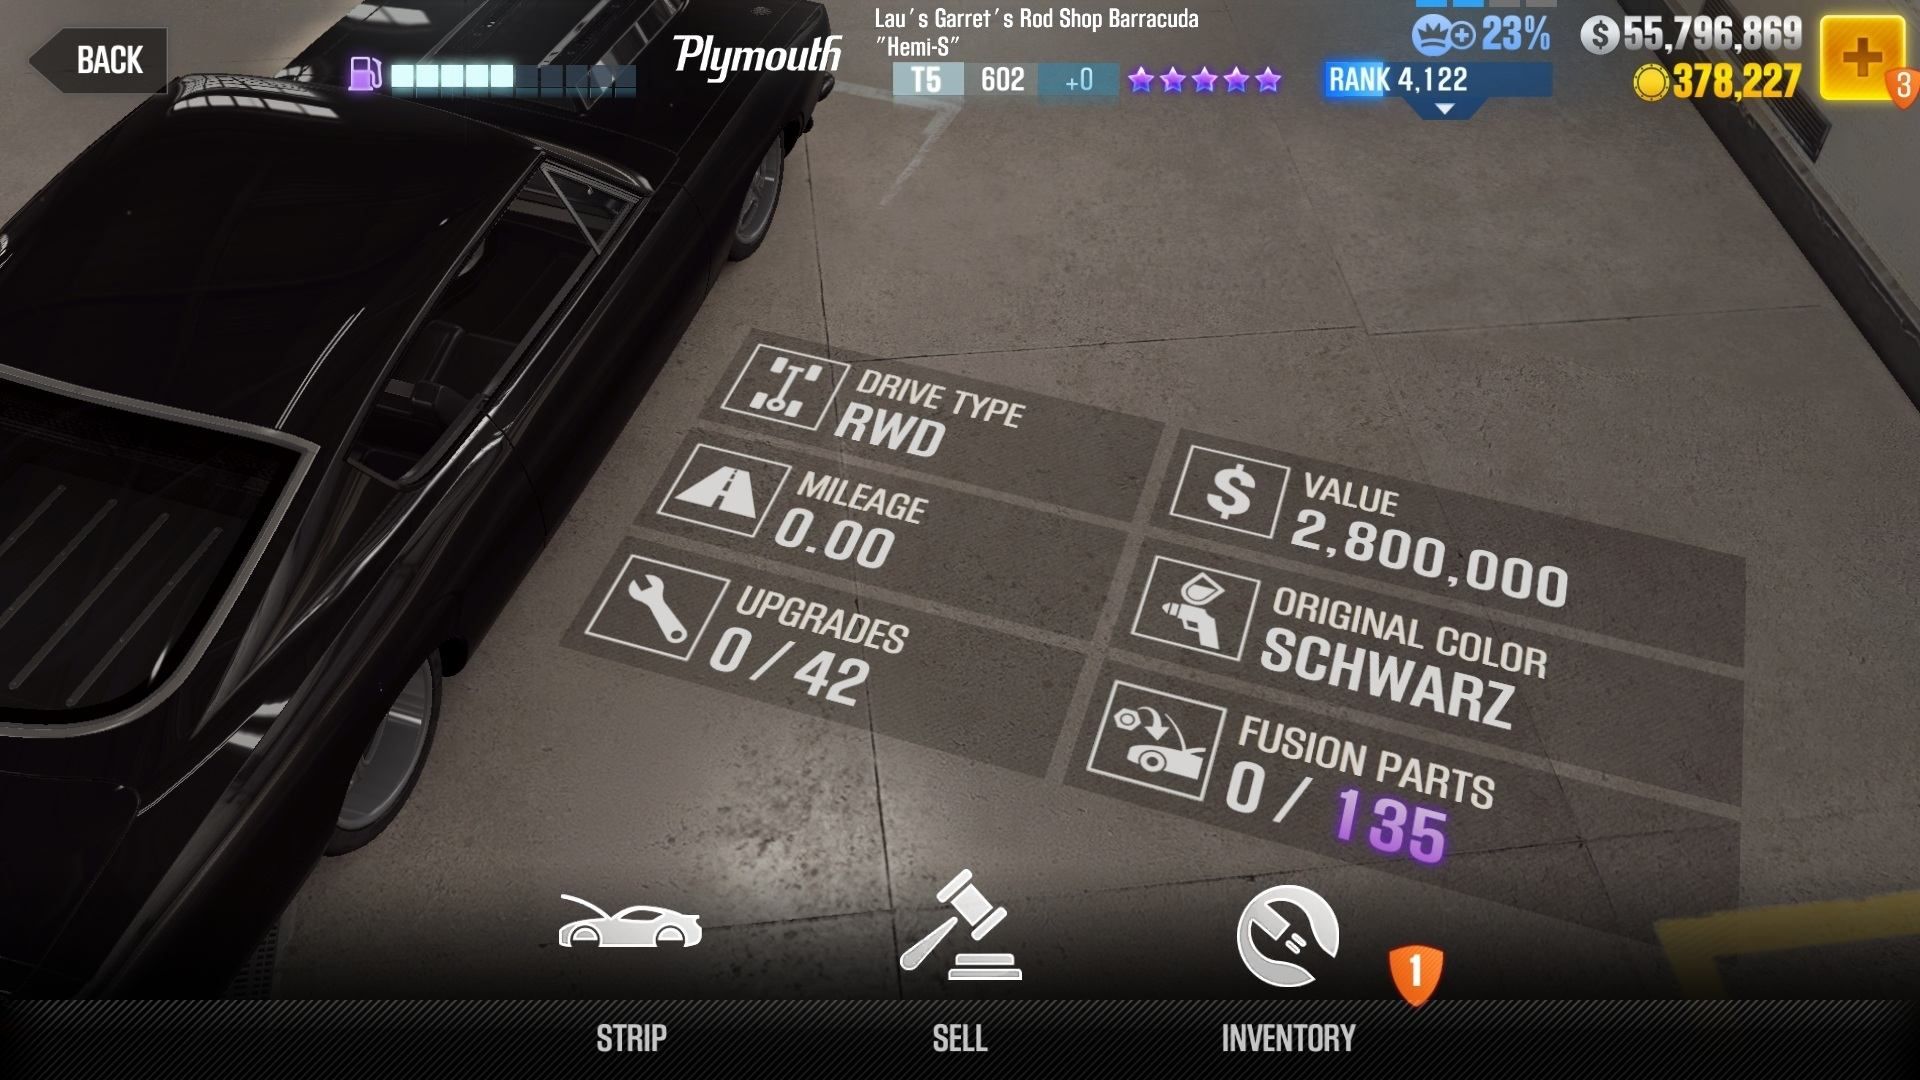 BACK
Plymouth
Lau's Garret's Rod Shop Barracuda
"Hemi-S"
T5 602 +0
23%
RANK 4,122
$ 55,796,869
378,227
3
DRIVE TYPE
RWD
MILEAGE
0.00
UPGRADES
0/42
$ VALUE
2,800,000
ORIGINAL COLOR
SCHWARZ
FUSION PARTS
0/ 135
1
STRIP
SELL
INVENTORY